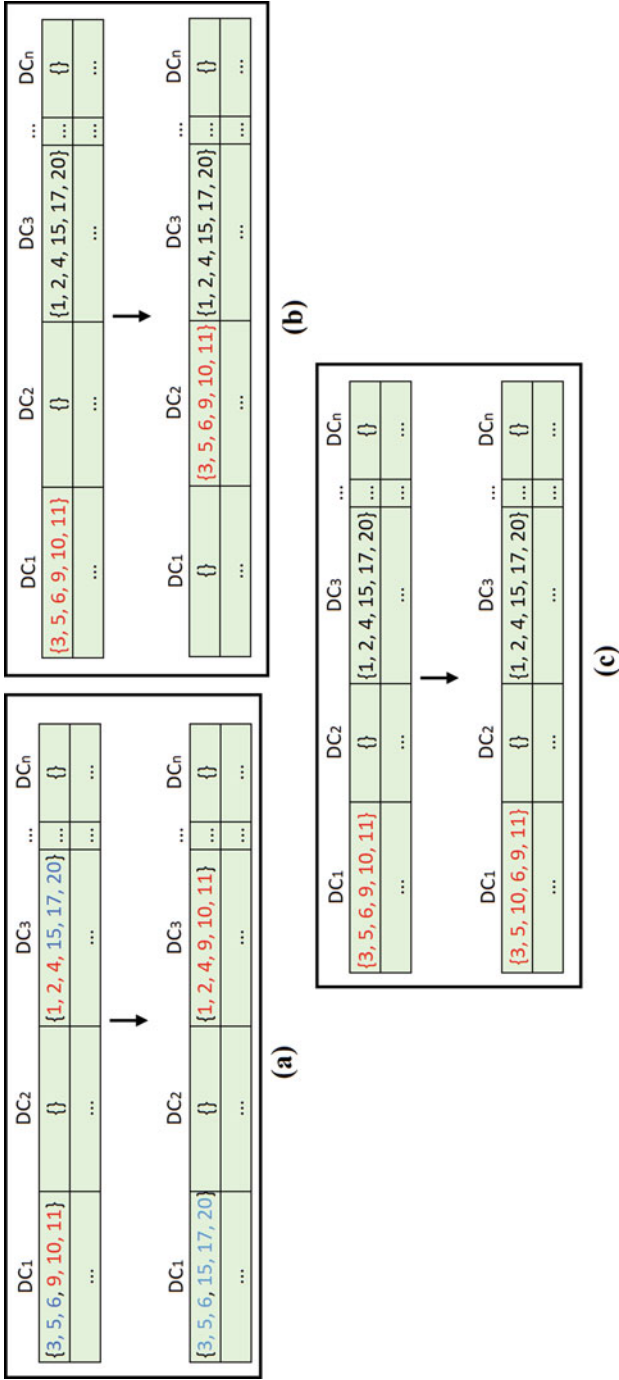 DC1 DC2 DC3 ... DCn
{3, 5, 6, 9, 10, 11} {} {1, 2, 4, 15, 17, 20} ... {}
... ... ... ... ...
DC1 DC2 DC3 ... DCn
{3, 5, 6, 15, 17, 20} {} {1, 2, 4, 9, 10, 11} ... {}
... ... ... ... ...
(a)
DC1 DC2 DC3 ... DCn
{3, 5, 6, 9, 10, 11} {} {1, 2, 4, 15, 17, 20} ... {}
... ... ... ... ...
DC1 DC2 DC3 ... DCn
{} {3, 5, 6, 9, 10, 11} {1, 2, 4, 15, 17, 20} ... {}
... ... ... ... ...
(b)
DC1 DC2 DC3 ... DCn
{3, 5, 6, 9, 10, 11} {} {1, 2, 4, 15, 17, 20} ... {}
... ... ... ... ...
DC1 DC2 DC3 ... DCn
{3, 5, 10, 6, 9, 11} {} {1, 2, 4, 15, 17, 20} ... {}
... ... ... ... ...
(c)